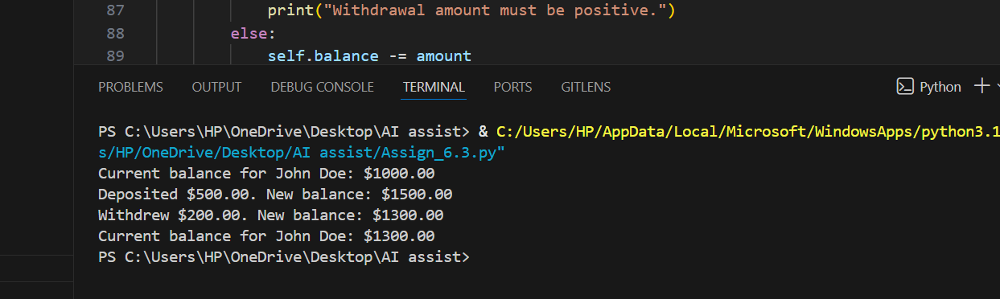 87 print("Withdrawal amount must be positive.")
88 else:
89 self.balance -= amount
PROBLEMS OUTPUT DEBUG CONSOLE TERMINAL PORTS GITLENS Python
PS C:\Users\HP\OneDrive\Desktop\AI assist> & C:/Users/HP/AppData/Local/Microsoft/WindowsApps/python3.1
s/HP/OneDrive/Desktop/AI assist/Assign_6.3.py"
Current balance for John Doe: $1000.00
Deposited $500.00. New balance: $1500.00
Withdrew $200.00. New balance: $1300.00
Current balance for John Doe: $1300.00
PS C:\Users\HP\OneDrive\Desktop\AI assist>